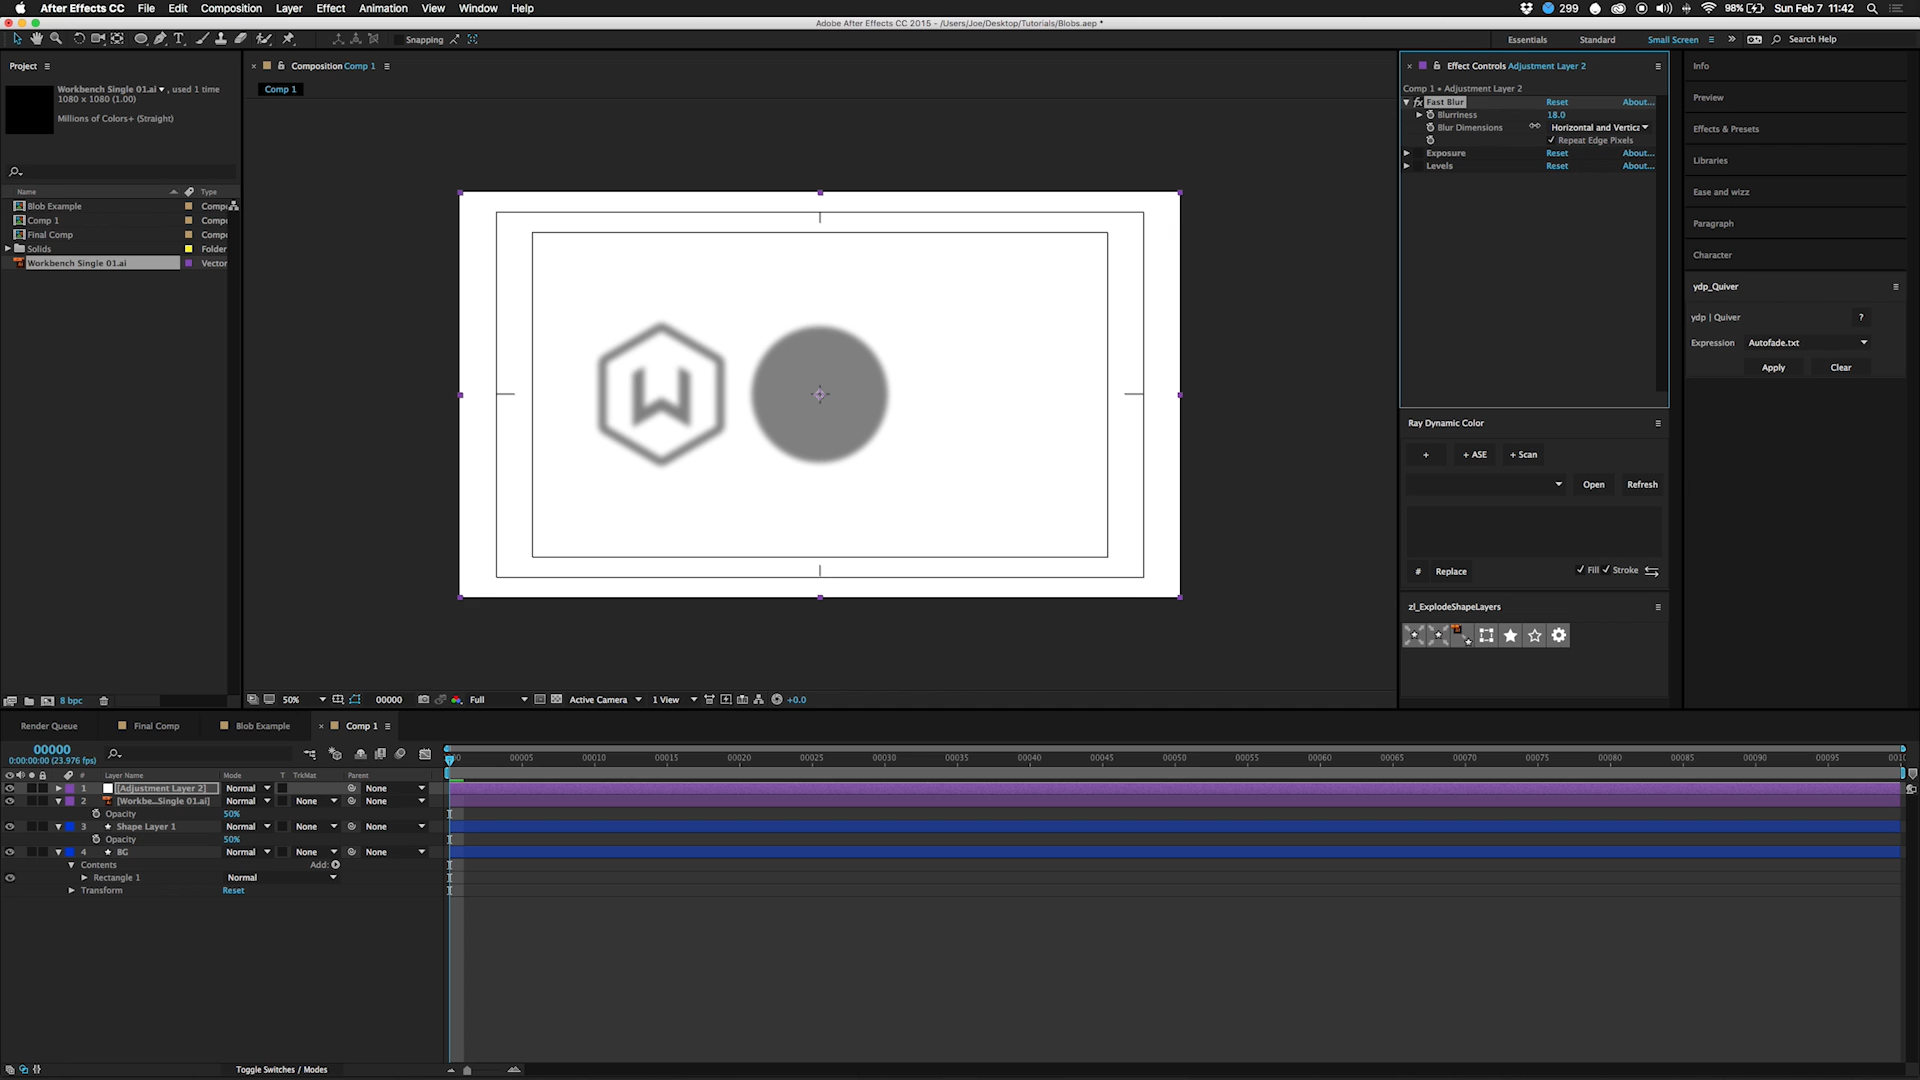 After Effects CC File Edit Composition Layer Effect Animation View Window Help 299 98% Sun Feb 7 11:42
Adobe After Effects CC 2015 - /Users/Joe/Desktop/Tutorials/Blobs.aep *
Snapping Essentials Standard Small Screen Search Help
Project
Workbench Single 01.ai , used 1 time
1080 x 1080 (1.00)
Millions of Colors+ (Straight)
Name Type
Blob Example Compo
Comp 1 Compo
Final Comp Compo
Solids Folder
Workbench Single 01.ai Vector
8 bpc
Composition Comp 1
Comp 1
W
50% 00000 Full Active Camera 1 View +0.0
Effect Controls Adjustment Layer 2
Comp 1 • Adjustment Layer 2
fx Fast Blur Reset About...
Blurriness 18.0
Blur Dimensions Horizontal and Vertica
Repeat Edge Pixels
Exposure Reset About...
Levels Reset About...
Ray Dynamic Color
+ + ASE + Scan
Open Refresh
# Replace Fill Stroke
zl_ExplodeShapeLayers
Info
Preview
Effects & Presets
Libraries
Ease and wizz
Paragraph
Character
ydp_Quiver
ydp | Quiver ?
Expression Autofade.txt
Apply Clear
Render Queue Final Comp Blob Example Comp 1
00000
0:00:00:00 (23.976 fps)
00005 00010 00015 00020 00025 00030 00035 00040 00045 00050 00055 00060 00065 00070 00075 00080 00085 00090 00095 0010
# Layer Name Mode T TrkMat Parent
1 [Adjustment Layer 2] Normal None
2 [Workbe...Single 01.ai] Normal None None
Opacity 50%
3 Shape Layer 1 Normal None None
Opacity 50%
4 BG Normal None None
Contents Add:
Rectangle 1 Normal
Transform Reset
Toggle Switches / Modes